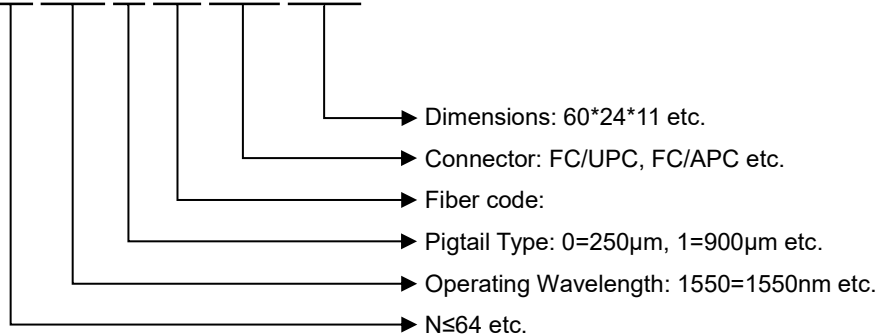 Dimensions: 60*24*11 etc.
Connector: FC/UPC, FC/APC etc.
Fiber code:
Pigtail Type: 0=250μm, 1=900μm etc.
Operating Wavelength: 1550=1550nm etc.
N≤64 etc.